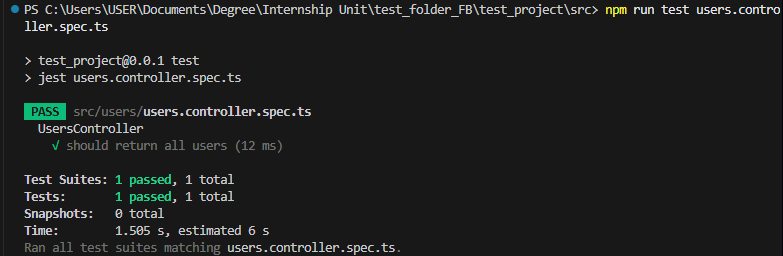 PS C:\Users\USER\Documents\Degree\Internship Unit\test_folder_FB\test_project\src> npm run test users.contro
ller.spec.ts
> test_project@0.0.1 test
> jest users.controller.spec.ts
PASS src/users/users.controller.spec.ts
UsersController
√ should return all users (12 ms)
Test Suites: 1 passed, 1 total
Tests: 1 passed, 1 total
Snapshots: 0 total
Time: 1.505 s, estimated 6 s
Ran all test suites matching users.controller.spec.ts.